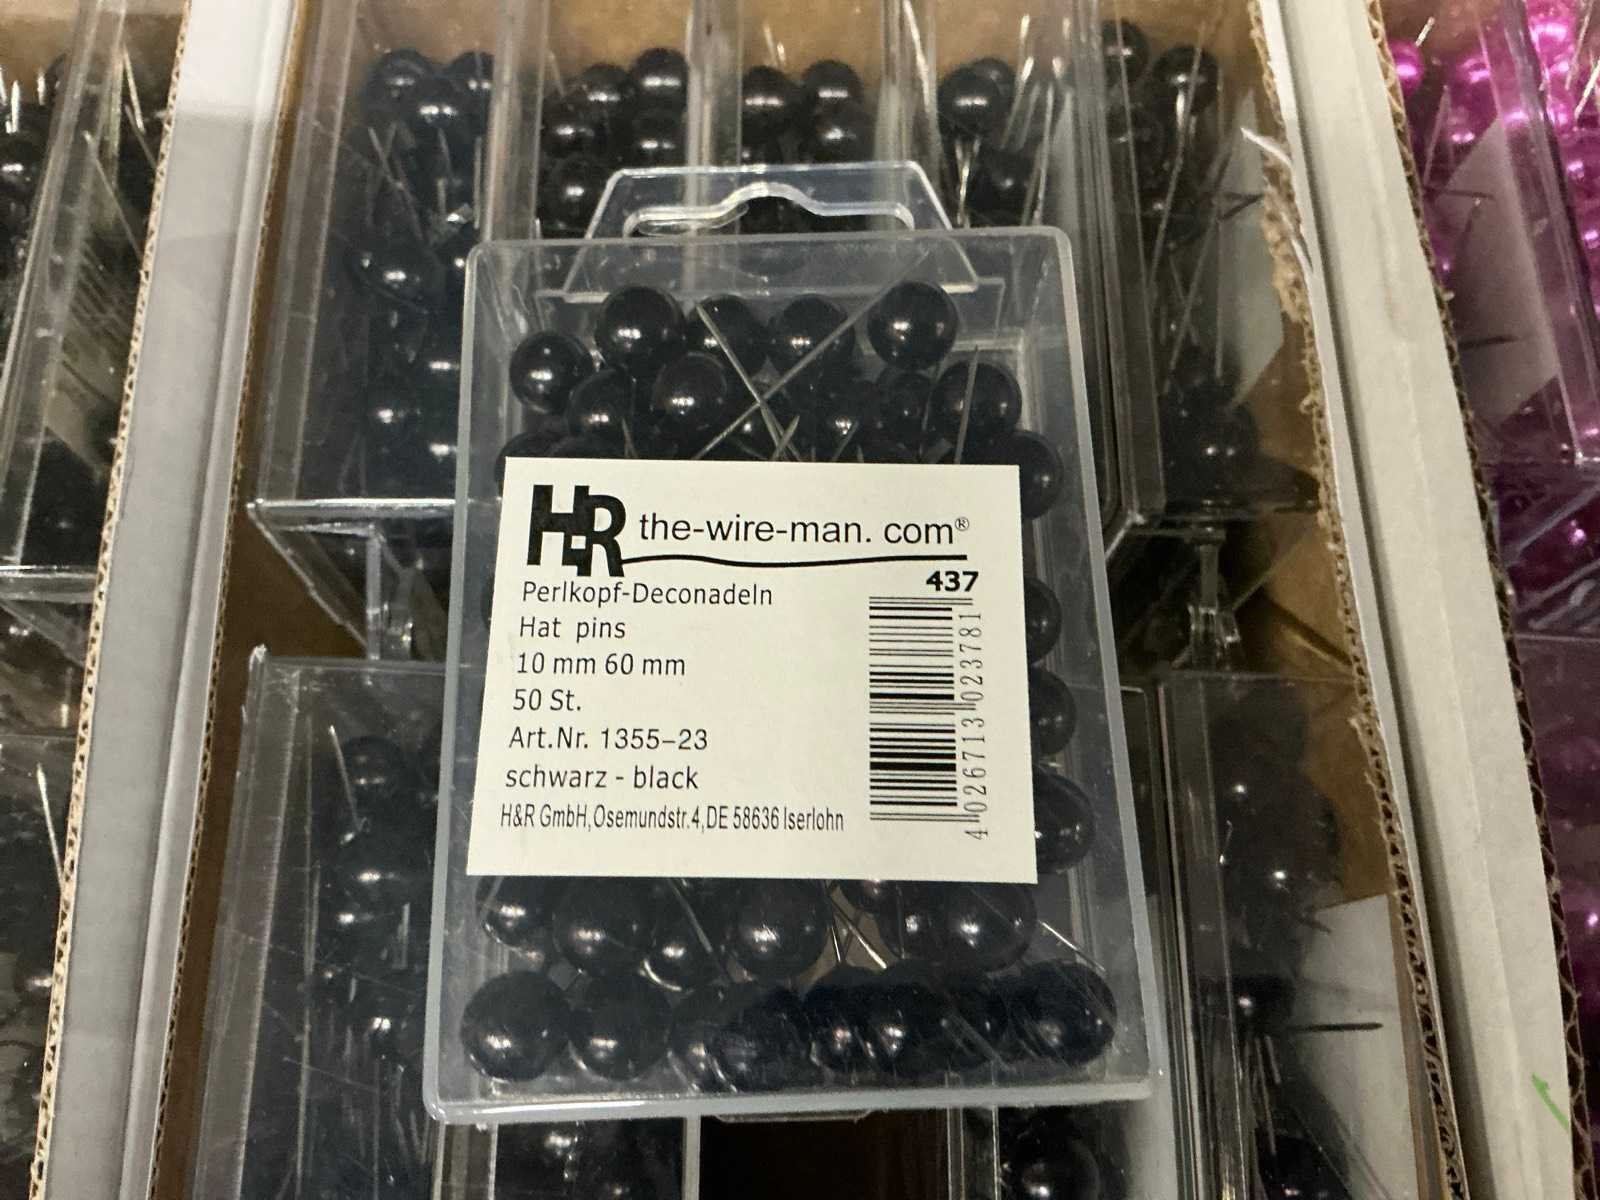 H&R the-wire-man. com®
437
Perlkopf-Deconadeln
Hat pins
10 mm 60 mm
50 St.
Art.Nr. 1355-23
schwarz - black
H&R GmbH,Osemundstr.4,DE 58636 Iserlohn
4 026713 023781